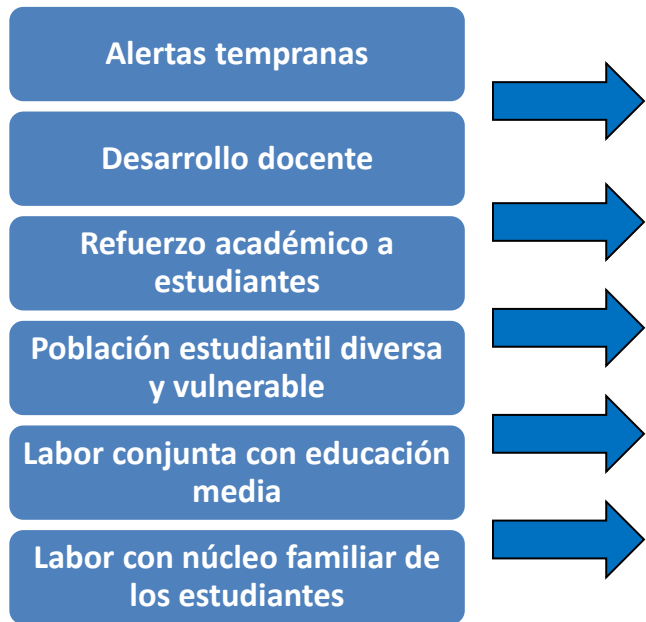 Alertas tempranas
Desarrollo docente
Refuerzo académico a
estudiantes
Población estudiantil diversa
y vulnerable
Labor conjunta con educación
media
Labor con núcleo familiar de
los estudiantes